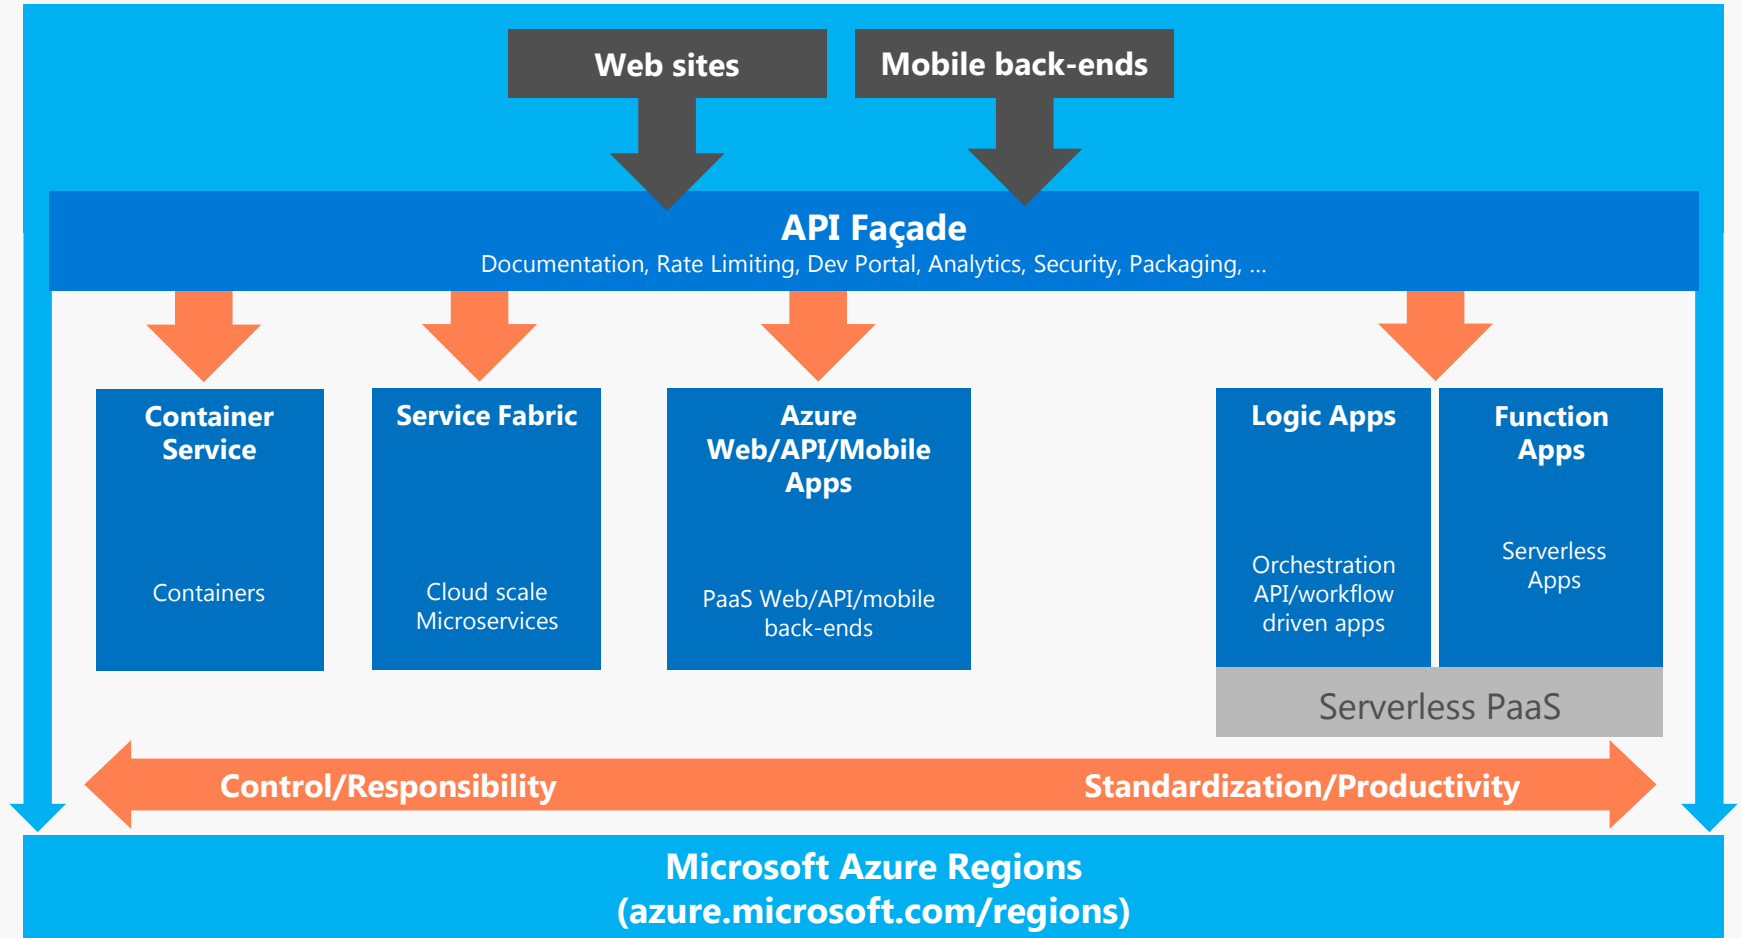 Web sites
Mobile back-ends
API Façade
Documentation, Rate Limiting, Dev Portal, Analytics, Security, Packaging, ...
Container
Service
Containers
Service Fabric
Cloud scale
Microservices
Azure
Web/API/Mobile
Apps
PaaS Web/API/mobile
back-ends
Logic Apps
Orchestration
API/workflow
driven apps
Function
Apps
Serverless
Apps
Serverless PaaS
Control/Responsibility
Standardization/Productivity
Microsoft Azure Regions
(azure.microsoft.com/regions)